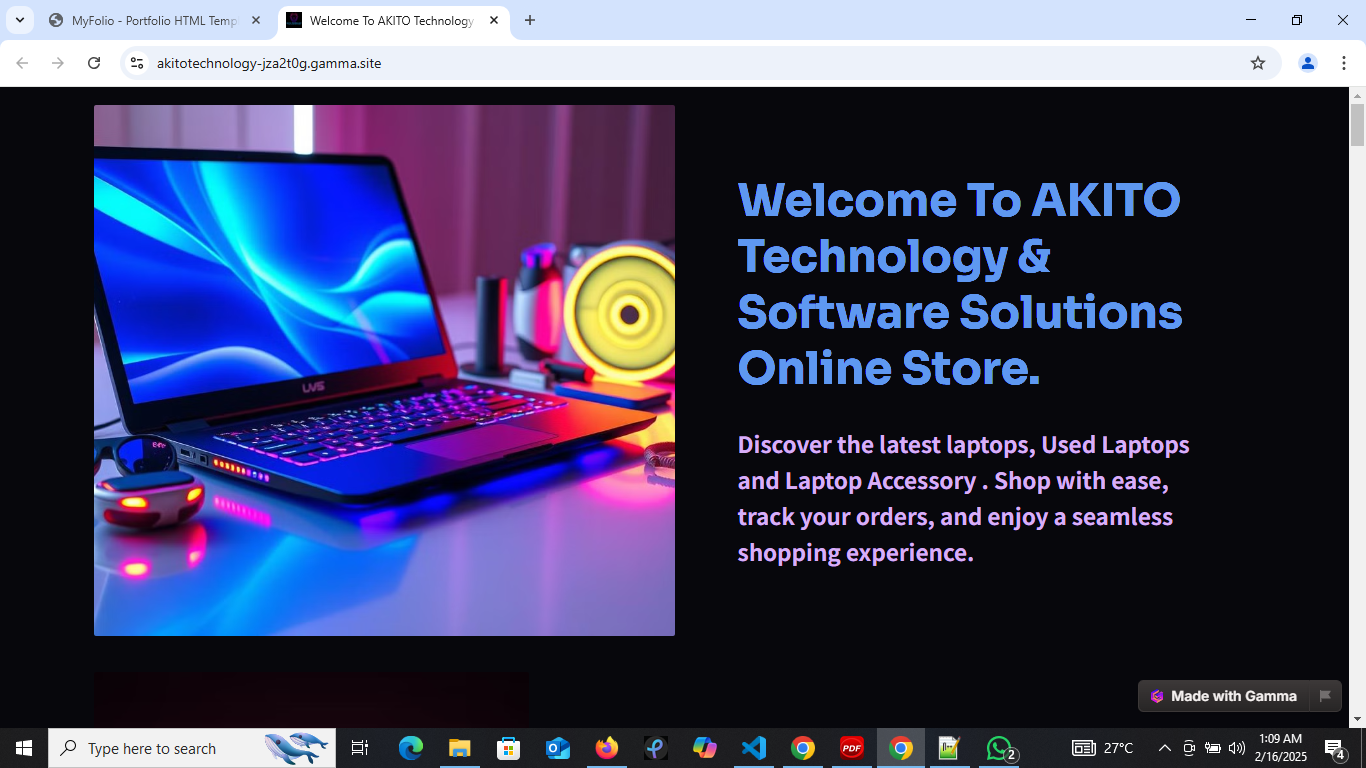 MyFolio - Portfolio HTML Temp
Welcome To AKITO Technology
akitotechnology-jza2t0g.gamma.site
Welcome To AKITO
Technology &
Software Solutions
Online Store.
Discover the latest laptops, Used Laptops
and Laptop Accessory . Shop with ease,
track your orders, and enjoy a seamless
shopping experience.
Made with Gamma
Type here to search
PDF
2
27°C
1:09 AM
2/16/2025
4